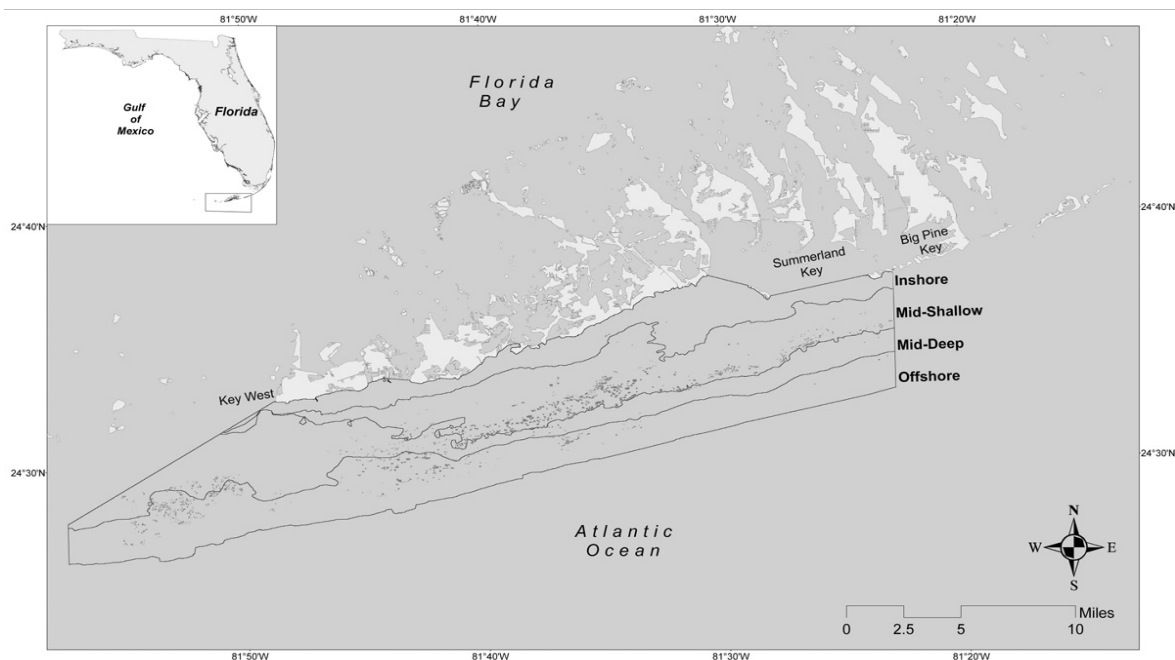 81°50'W
81°40'W
81°30'W
81°20'W
Florida
Bay
Gulf
of
Mexico
Florida
24°40'N
24°40'N
Big Pine
Key
Summerland
Key
Inshore
Mid-Shallow
Mid-Deep
Offshore
Key West
24°30'N
24°30'N
Atlantic
Ocean
N
W E
S
Miles
0 2.5 5 10
81°50'W
81°40'W
81°30'W
81°20'W